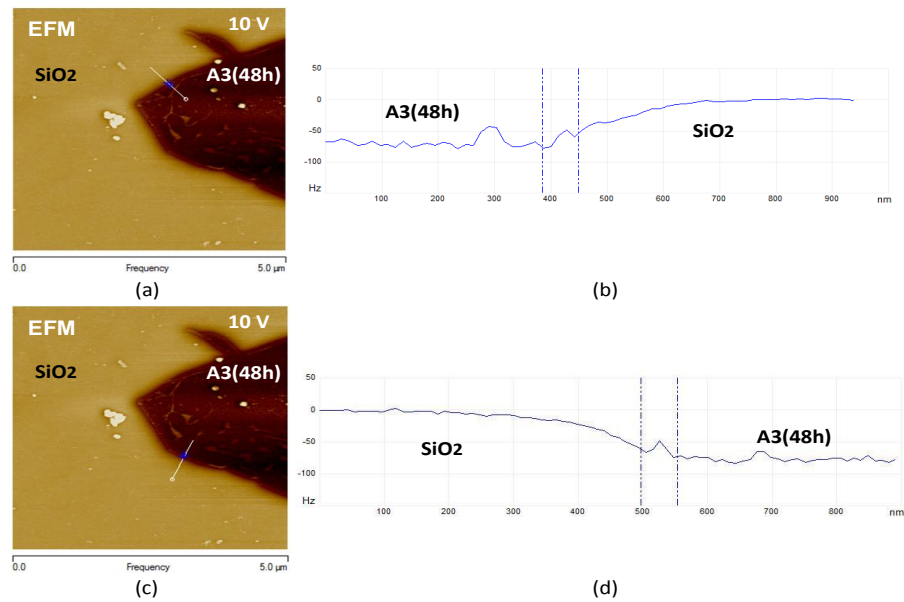 EFM
10 V
SiO2
A3(48h)
0.0 Frequency 5.0 µm
(a)
50
0
-50
-100
Hz
A3(48h)
SiO2
100 200 300 400 500 600 700 800 900 nm
(b)
EFM
10 V
SiO2
A3(48h)
0.0 Frequency 5.0 µm
(c)
50
0
-50
-100
Hz
SiO2
A3(48h)
100 200 300 400 500 600 700 800 nm
(d)